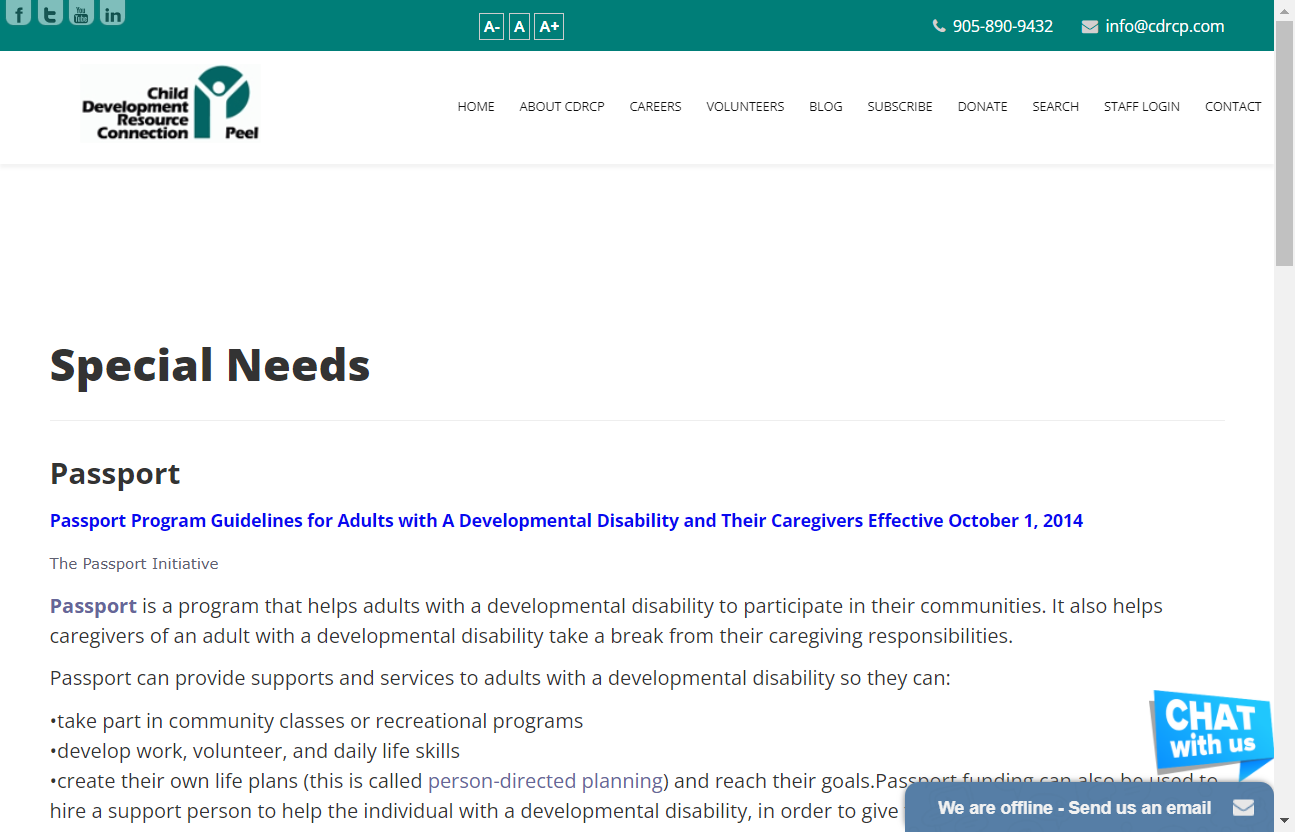 f t You Tube in
A- A A+
905-890-9432 info@cdrcp.com
Child
Development
Resource
Connection Peel
HOME ABOUT CDRCP CAREERS VOLUNTEERS BLOG SUBSCRIBE DONATE SEARCH STAFF LOGIN CONTACT
Special Needs
Passport
Passport Program Guidelines for Adults with A Developmental Disability and Their Caregivers Effective October 1, 2014
The Passport Initiative
Passport is a program that helps adults with a developmental disability to participate in their communities. It also helps
caregivers of an adult with a developmental disability take a break from their caregiving responsibilities.
Passport can provide supports and services to adults with a developmental disability so they can:
•take part in community classes or recreational programs
•develop work, volunteer, and daily life skills
•create their own life plans (this is called person-directed planning) and reach their goals.Passport funding can also be used to
hire a support person to help the individual with a developmental disability, in order to give
CHAT
with us
We are offline - Send us an email